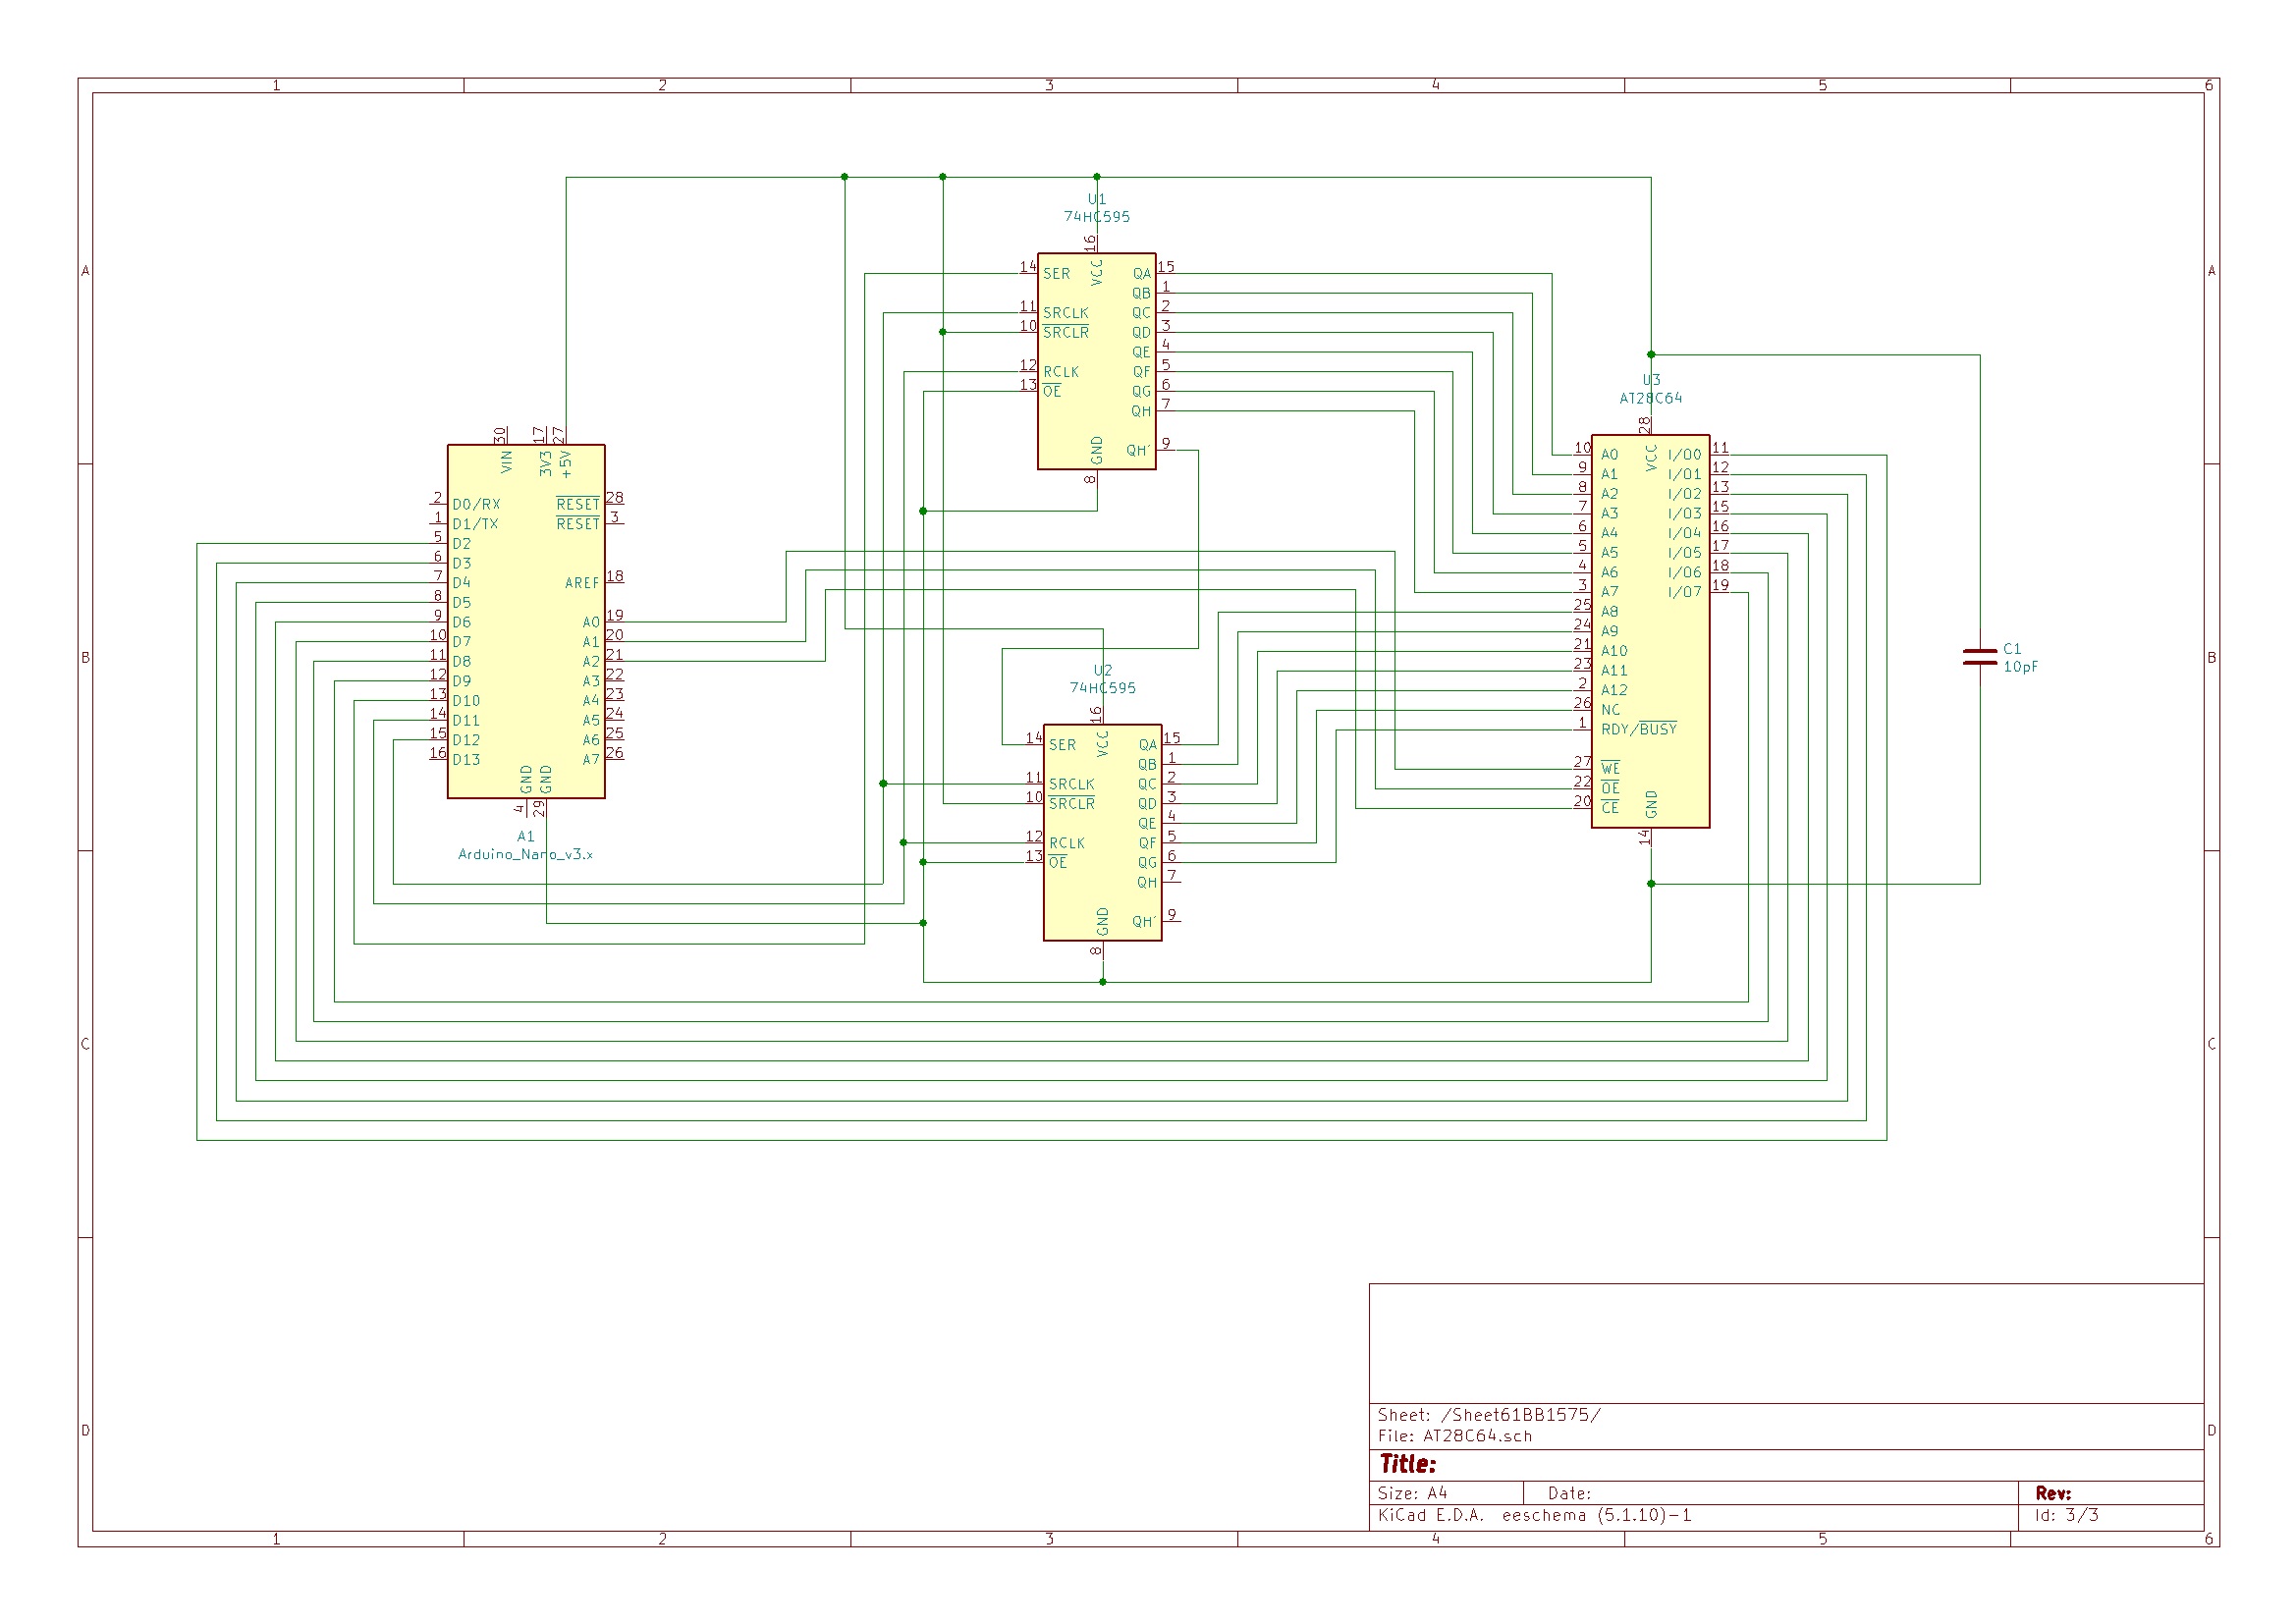 1 2 3 4 5 6
A A
B B
C C
D D
U1
74HC595
16
VCC
14 SER
11 SRCLK
10 SRCLR
12 RCLK
13 OE
QA 15
QB 1
QC 2
QD 3
QE 4
QF 5
QG 6
QH 7
QH' 9
GND
8
30 17 27
VIN 3V3 +5V
2 D0/RX
1 D1/TX
5 D2
6 D3
7 D4
8 D5
9 D6
10 D7
11 D8
12 D9
13 D10
14 D11
15 D12
16 D13
RESET 28
RESET 3
AREF 18
A0 19
A1 20
A2 21
A3 22
A4 23
A5 24
A6 25
A7 26
GND GND
4 29
A1
Arduino_Nano_v3.x
U2
74HC595
16
VCC
14 SER
11 SRCLK
10 SRCLR
12 RCLK
13 OE
QA 15
QB 1
QC 2
QD 3
QE 4
QF 5
QG 6
QH 7
QH' 9
GND
8
U3
AT28C64
28
VCC
10 A0
9 A1
8 A2
7 A3
6 A4
5 A5
4 A6
3 A7
25 A8
24 A9
21 A10
23 A11
2 A12
26 NC
1 RDY/BUSY
27 WE
22 OE
20 CE
I/O0 11
I/O1 12
I/O2 13
I/O3 15
I/O4 16
I/O5 17
I/O6 18
I/O7 19
GND
14
C1
10pF
Sheet: /Sheet61BB1575/
File: AT28C64.sch
Title:
Size: A4 Date: Rev:
KiCad E.D.A. eeschema (5.1.10)-1 Id: 3/3
1 2 3 4 5 6